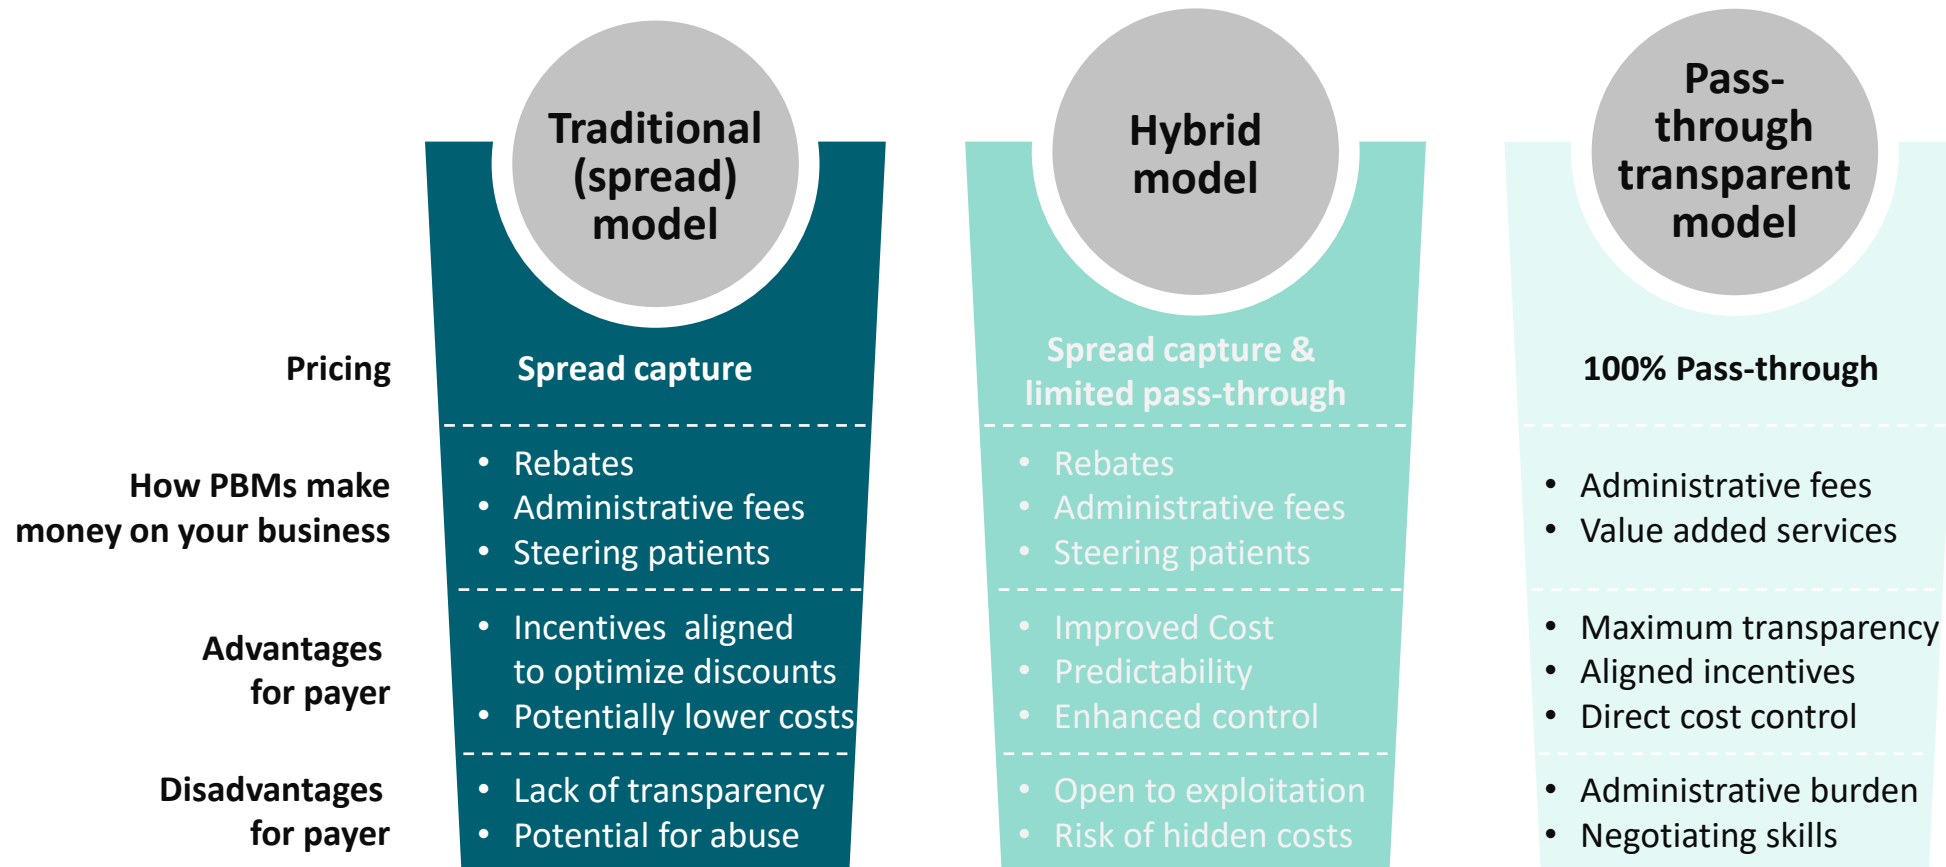 Traditional
(spread)
model
Hybrid
model
Pass-
through
transparent
model
Pricing
Spread capture
Spread capture &
limited pass-through
100% Pass-through
How PBMs make
money on your business
• Rebates
• Administrative fees
• Steering patients
• Rebates
• Administrative fees
• Steering patients
• Administrative fees
• Value added services
Advantages
for payer
• Incentives  aligned
to optimize discounts
• Potentially lower costs
• Improved Cost
• Predictability
• Enhanced control
• Maximum transparency
• Aligned incentives
• Direct cost control
Disadvantages
for payer
• Lack of transparency
• Potential for abuse
• Open to exploitation
• Risk of hidden costs
• Administrative burden
• Negotiating skills